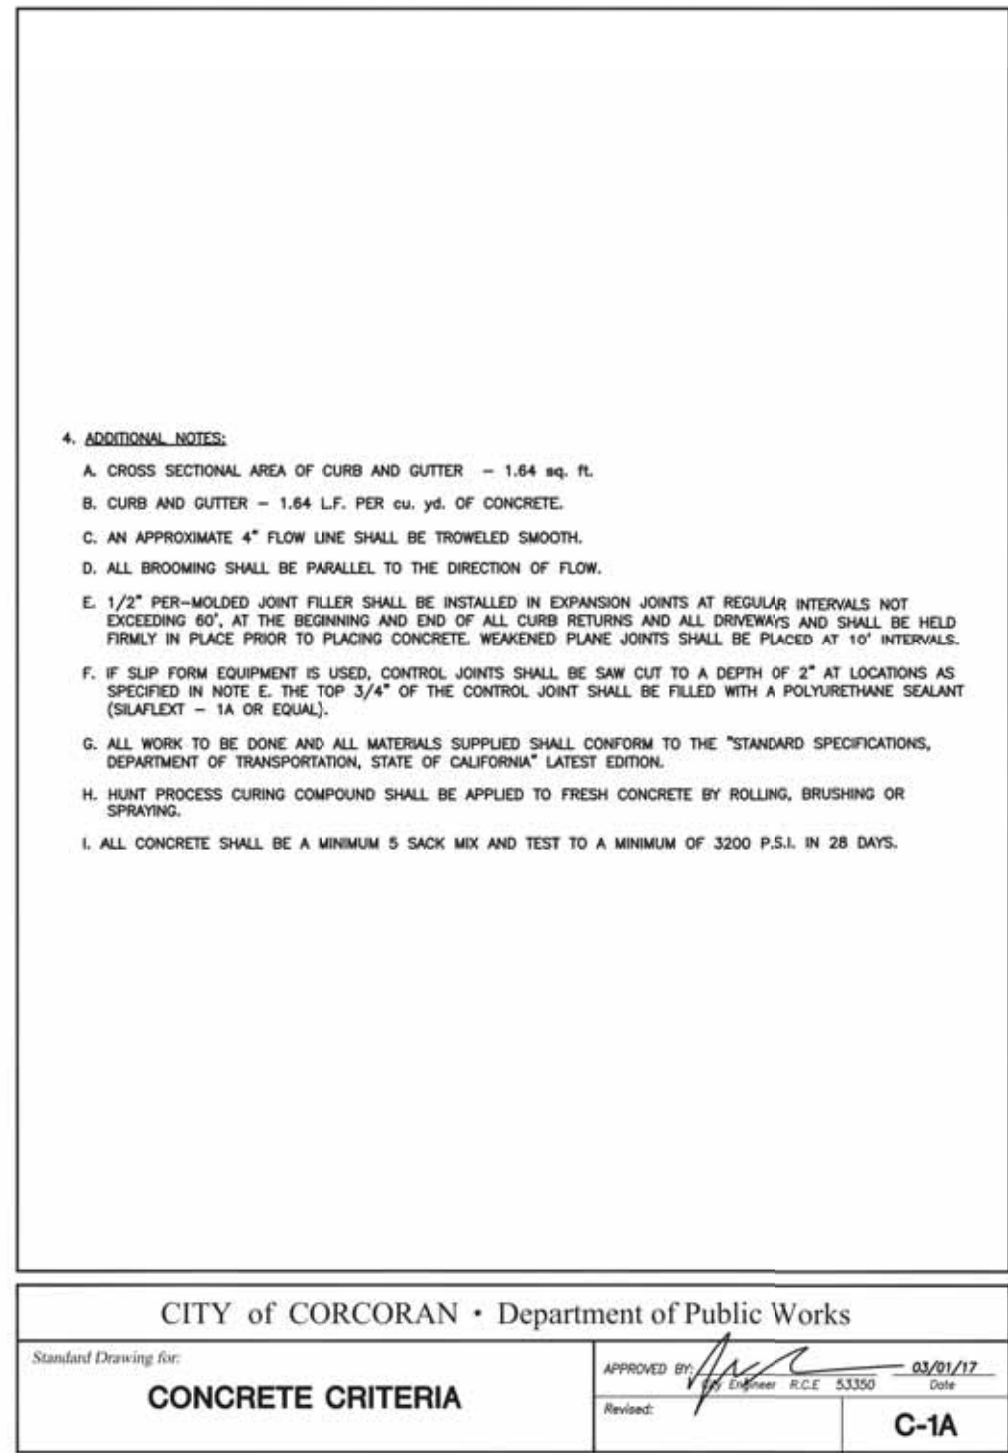 4. ADDITIONAL NOTES:
A. CROSS SECTIONAL AREA OF CURB AND GUTTER – 1.64 sq. ft.
B. CURB AND GUTTER – 1.64 L.F. PER cu. yd. OF CONCRETE.
C. AN APPROXIMATE 4" FLOW LINE SHALL BE TROWELED SMOOTH.
D. ALL BROOMING SHALL BE PARALLEL TO THE DIRECTION OF FLOW.
E. 1/2" PER–MOLDED JOINT FILLER SHALL BE INSTALLED IN EXPANSION JOINTS AT REGULAR INTERVALS NOT
EXCEEDING 60', AT THE BEGINNING AND END OF ALL CURB RETURNS AND ALL DRIVEWAYS AND SHALL BE HELD
FIRMLY IN PLACE PRIOR TO PLACING CONCRETE. WEAKENED PLANE JOINTS SHALL BE PLACED AT 10' INTERVALS.
F. IF SLIP FORM EQUIPMENT IS USED, CONTROL JOINTS SHALL BE SAW CUT TO A DEPTH OF 2" AT LOCATIONS AS
SPECIFIED IN NOTE E. THE TOP 3/4" OF THE CONTROL JOINT SHALL BE FILLED WITH A POLYURETHANE SEALANT
(SILAFLEXT – 1A OR EQUAL).
G. ALL WORK TO BE DONE AND ALL MATERIALS SUPPLIED SHALL CONFORM TO THE "STANDARD SPECIFICATIONS,
DEPARTMENT OF TRANSPORTATION, STATE OF CALIFORNIA" LATEST EDITION.
H. HUNT PROCESS CURING COMPOUND SHALL BE APPLIED TO FRESH CONCRETE BY ROLLING, BRUSHING OR
SPRAYING.
I. ALL CONCRETE SHALL BE A MINIMUM 5 SACK MIX AND TEST TO A MINIMUM OF 3200 P.S.I. IN 28 DAYS.
CITY of CORCORAN • Department of Public Works
Standard Drawing for:
CONCRETE CRITERIA
APPROVED BY: 03/01/17
City Engineer R.C.E 53350 Date
Revised:
C-1A